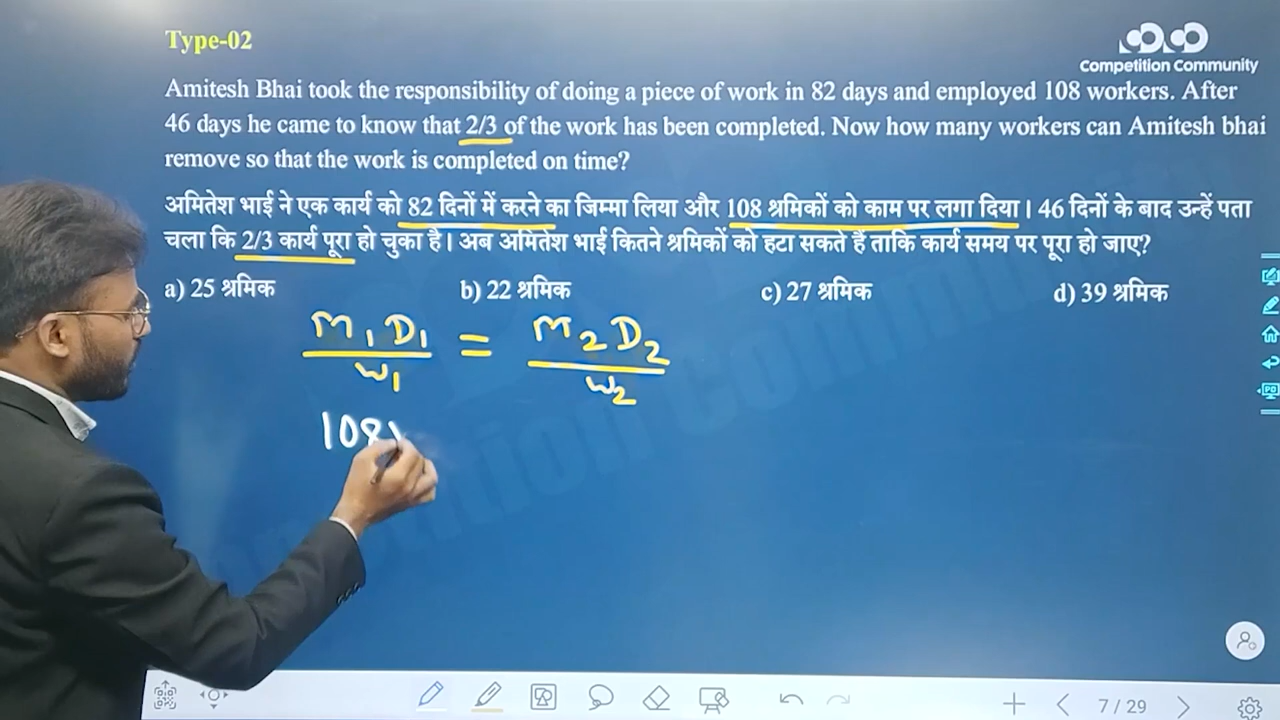 Type-02
Competition Community
Amitesh Bhai took the responsibility of doing a piece of work in 82 days and employed 108 workers. After
46 days he came to know that 2/3 of the work has been completed. Now how many workers can Amitesh bhai
remove so that the work is completed on time?
अमितेश भाई ने एक कार्य को 82 दिनों में करने का जिम्मा लिया और 108 श्रमिकों को काम पर लगा दिया। 46 दिनों के बाद उन्हें पता
चला कि 2/3 कार्य पूरा हो चुका है। अब अमितेश भाई कितने श्रमिकों को हटा सकते हैं ताकि कार्य समय पर पूरा हो जाए?
a) 25 श्रमिक b) 22 श्रमिक c) 27 श्रमिक d) 39 श्रमिक
M₁D₁ / W₁ = M₂D₂ / W₂
108
7 / 29